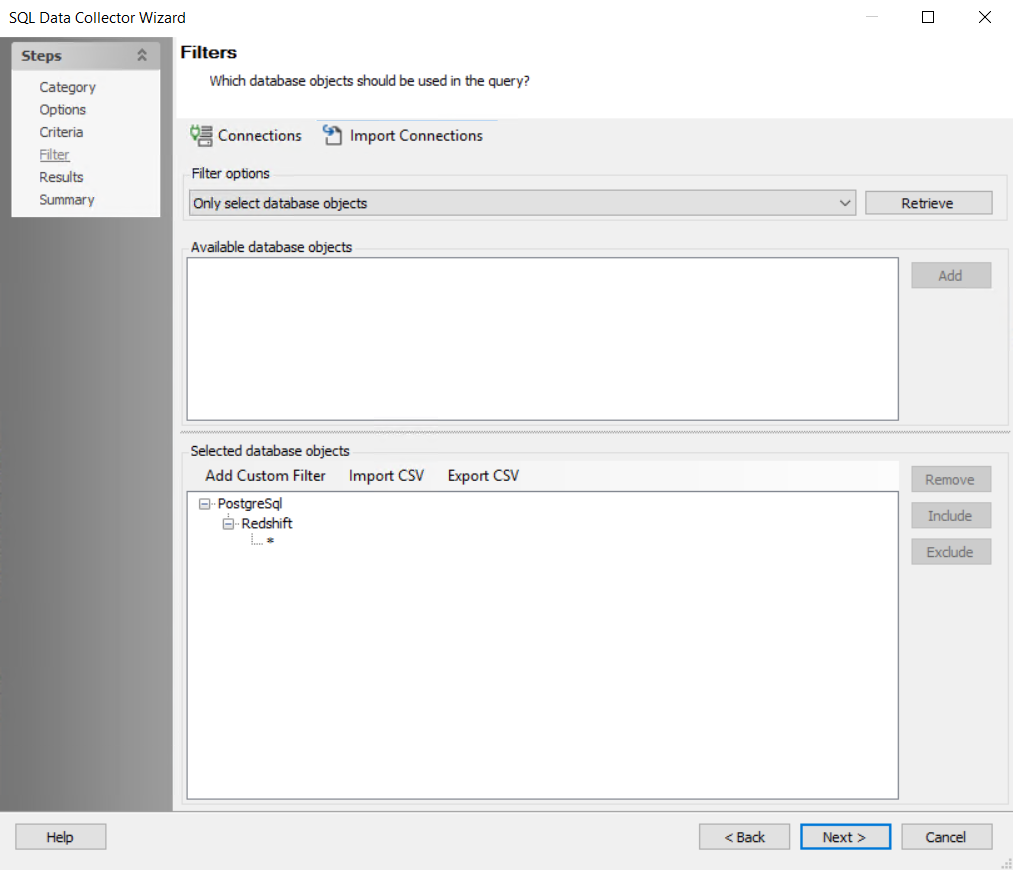 SQL Data Collector Wizard
Steps
Category
Options
Criteria
Filter
Results
Summary
Filters
Which database objects should be used in the query?
Connections Import Connections
Filter options
Only select database objects Retrieve
Available database objects
Add
Selected database objects
Add Custom Filter Import CSV Export CSV
Remove
Include
Exclude
PostgreSql
Redshift
*
Help < Back Next > Cancel